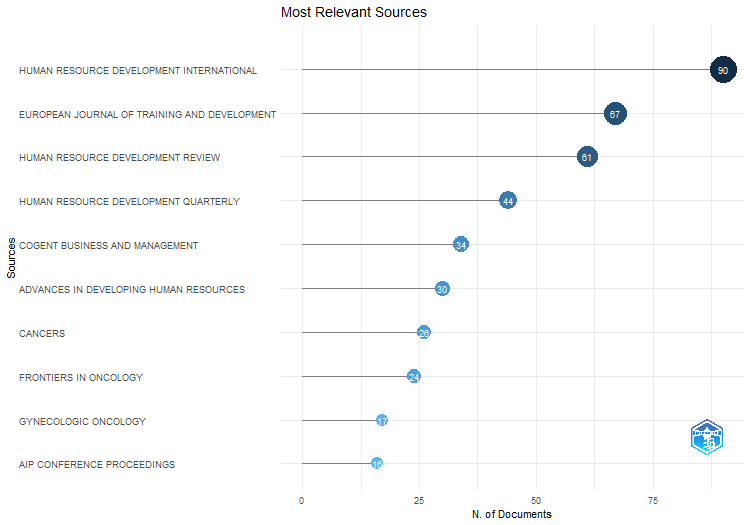 Most Relevant Sources
HUMAN RESOURCE DEVELOPMENT INTERNATIONAL
90
EUROPEAN JOURNAL OF TRAINING AND DEVELOPMENT
67
HUMAN RESOURCE DEVELOPMENT REVIEW
61
HUMAN RESOURCE DEVELOPMENT QUARTERLY
44
Sources
COGENT BUSINESS AND MANAGEMENT
34
ADVANCES IN DEVELOPING HUMAN RESOURCES
30
CANCERS
26
FRONTIERS IN ONCOLOGY
24
GYNECOLOGIC ONCOLOGY
17
AIP CONFERENCE PROCEEDINGS
16
0 25 50 75
N. of Documents